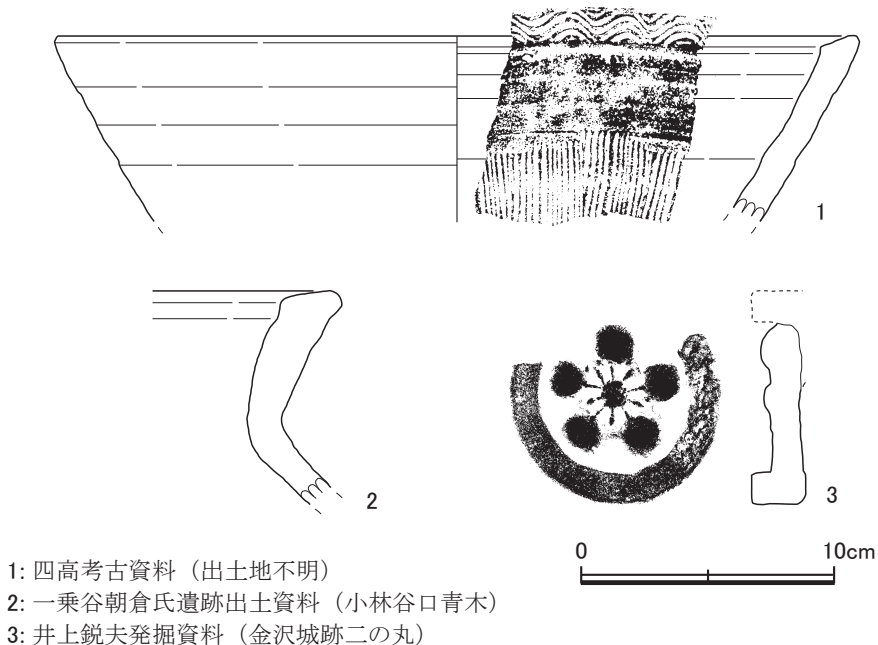 1
2
3
0 10cm
1: 四高考古資料（出土地不明）
2: 一乗谷朝倉氏遺跡出土資料（小林谷口青木）
3: 井上鋭夫発掘資料（金沢城跡二の丸）